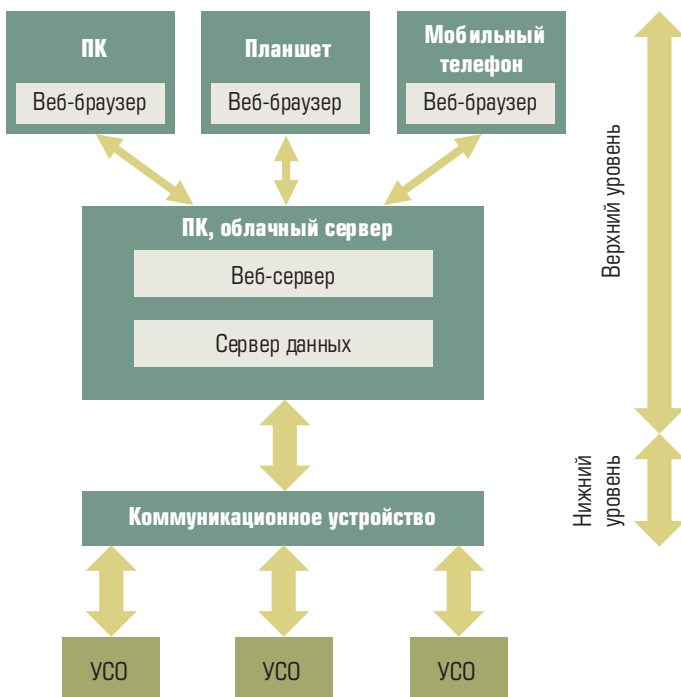 ПК
Планшет
Мобильный
телефон
Веб-браузер
Веб-браузер
Веб-браузер
ПК, облачный сервер
Веб-сервер
Сервер данных
Верхний уровень
Коммуникационное устройство
Нижний
уровень
УСО
УСО
УСО